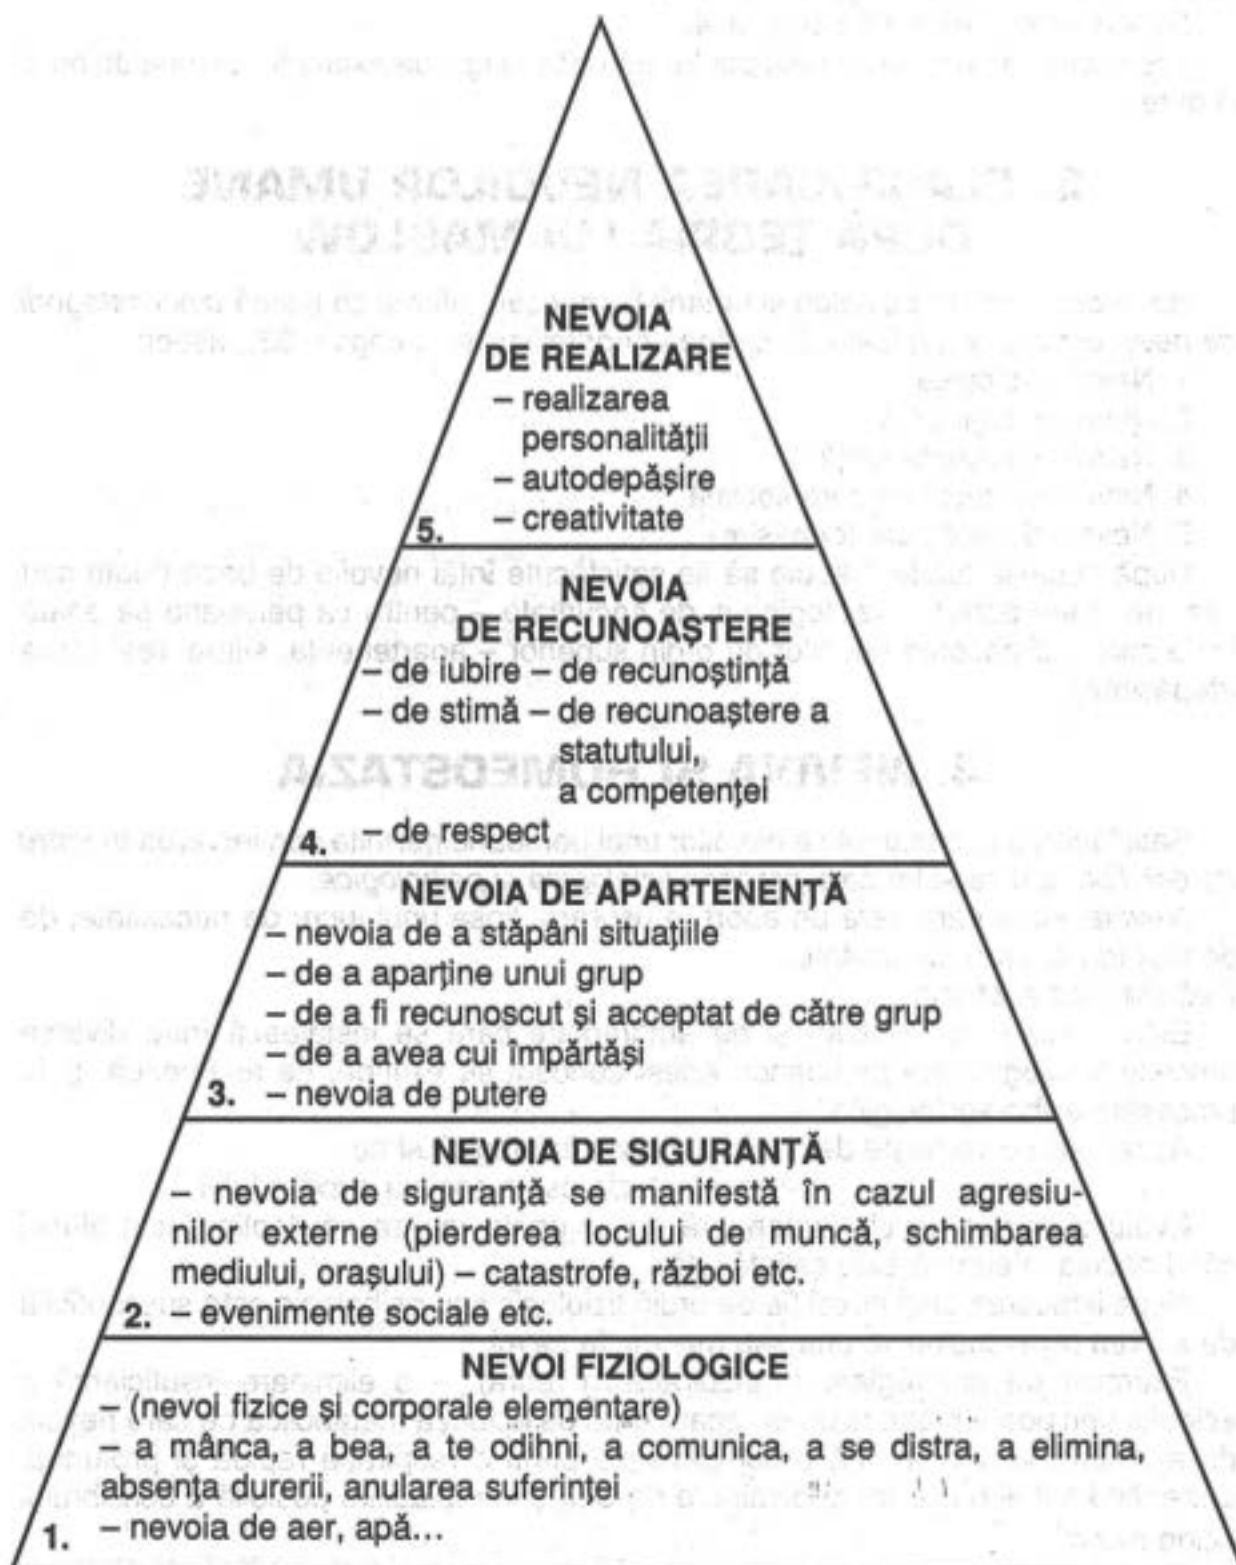 NEVOIA
DE REALIZARE
– realizarea
personalității
– autodepășire
– creativitate
5.
NEVOIA
DE RECUNOAȘTERE
– de iubire – de recunoștință
– de stimă – de recunoaștere a
statutului,
a competenței
– de respect
4.
NEVOIA DE APARTENENȚĂ
– nevoia de a stăpâni situațiile
– de a aparține unui grup
– de a fi recunoscut și acceptat de către grup
– de a avea cui împărtăși
3. – nevoia de putere
NEVOIA DE SIGURANȚĂ
– nevoia de siguranță se manifestă în cazul agresiu-
nilor externe (pierderea locului de muncă, schimbarea
mediului, orașului) – catastrofe, război etc.
2. – evenimente sociale etc.
NEVOI FIZIOLOGICE
– (nevoi fizice și corporale elementare)
– a mânca, a bea, a te odihni, a comunica, a se distra, a elimina,
absența durerii, anularea suferinței
1. – nevoia de aer, apă...